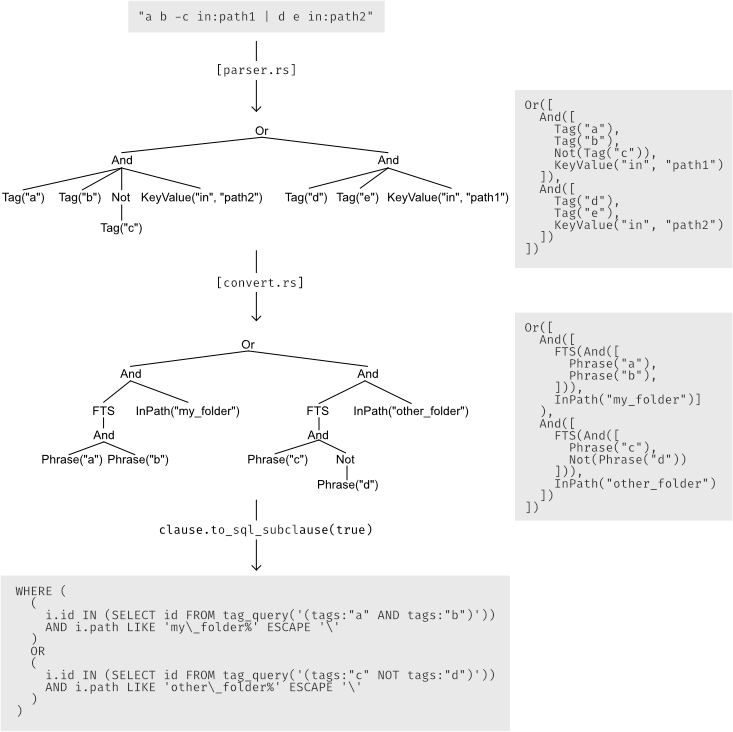 "a b -c in:path1 | d e in:path2"
[parser.rs]
Or
And And
Tag("a") Tag("b") Not KeyValue("in", "path2") Tag("d") Tag("e") KeyValue("in", "path1")
Tag("c")
Or([
  And([
    Tag("a"),
    Tag("b"),
    Not(Tag("c")),
    KeyValue("in", "path1")
  ]),
  And([
    Tag("d"),
    Tag("e"),
    KeyValue("in", "path2")
  ])
])
[convert.rs]
Or
And And
FTS InPath("my_folder") FTS InPath("other_folder")
And And
Phrase("a") Phrase("b") Phrase("c") Not
Phrase("d")
Or([
  And([
    FTS(And([
      Phrase("a"),
      Phrase("b"),
    ])),
    InPath("my_folder")]
  ),
  And([
    FTS(And([
      Phrase("c"),
      Not(Phrase("d"))
    ])),
    InPath("other_folder")
  ])
])
clause.to_sql_subclause(true)
WHERE (
  (
    i.id IN (SELECT id FROM tag_query('(tags:"a" AND tags:"b")'))
    AND i.path LIKE 'my\_folder%' ESCAPE '\'
  )
  OR
  (
    i.id IN (SELECT id FROM tag_query('(tags:"c" NOT tags:"d")'))
    AND i.path LIKE 'other\_folder%' ESCAPE '\'
  )
)